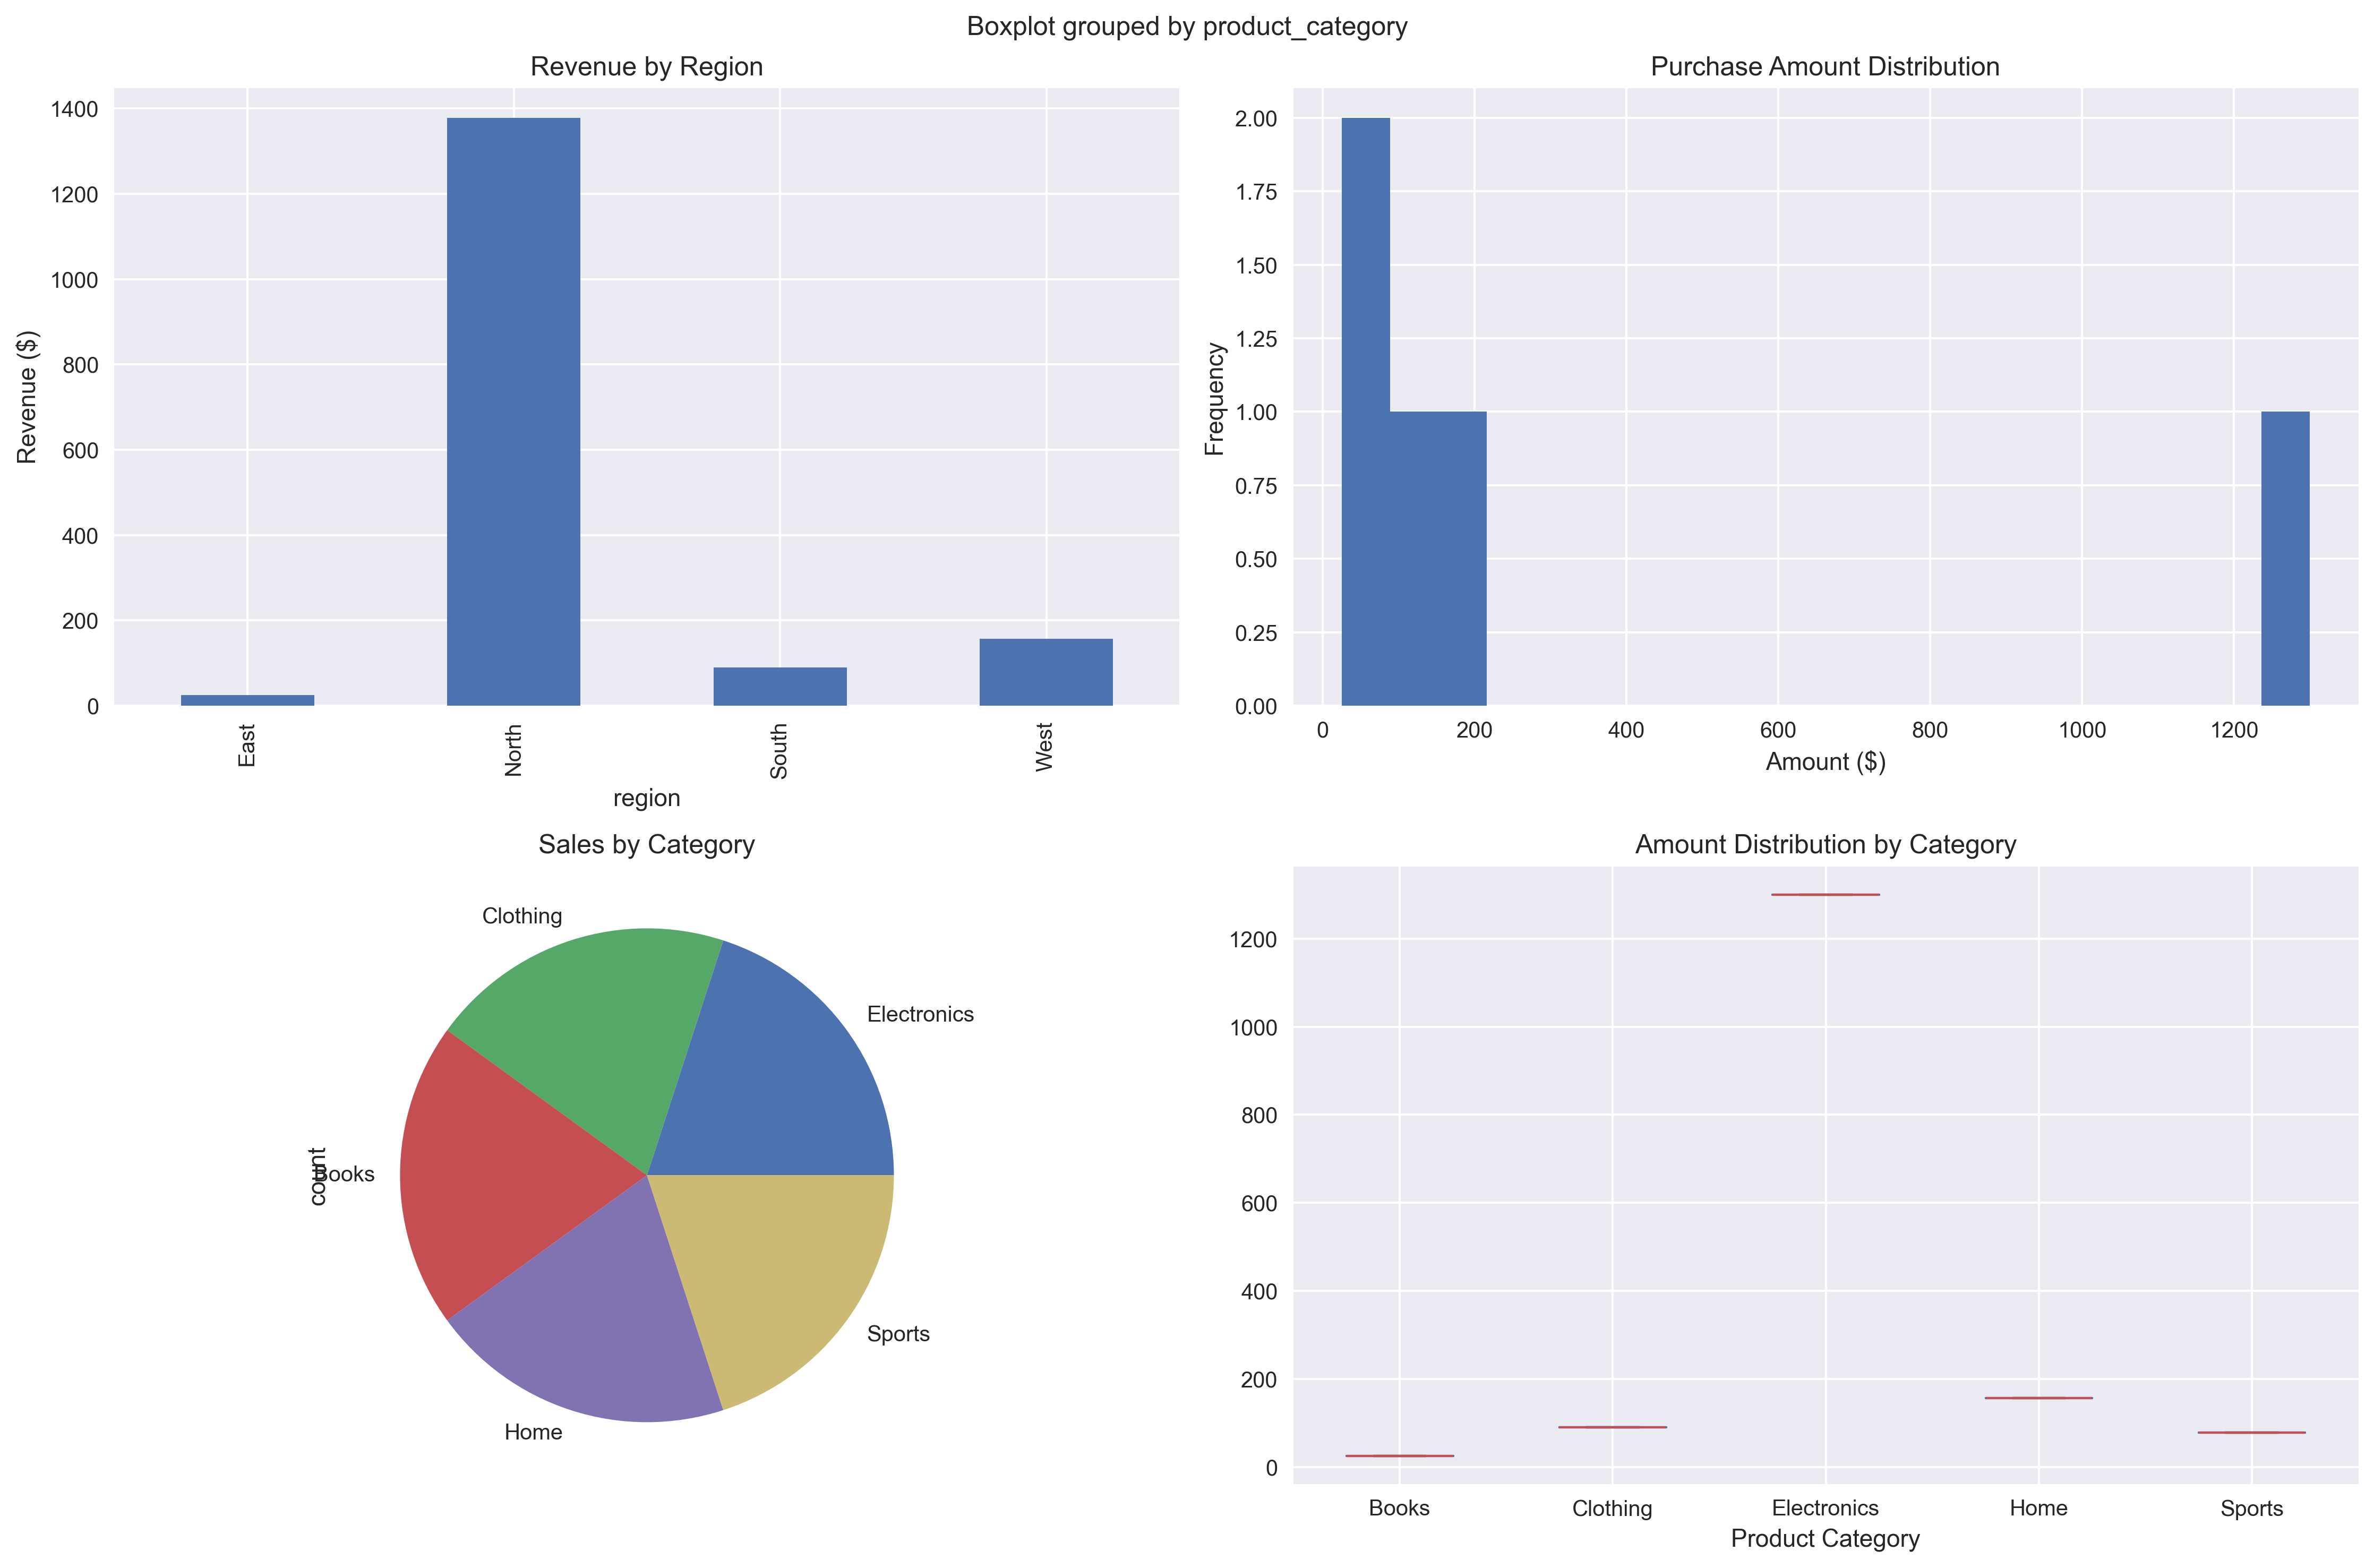 Boxplot grouped by product_category
Revenue by Region
1400
1200
1000
800
600
400
200
0
Revenue ($)
East
North
South
West
region
Purchase Amount Distribution
2.00
1.75
1.50
1.25
1.00
0.75
0.50
0.25
0.00
Frequency
0
200
400
600
800
1000
1200
Amount ($)
Sales by Category
Clothing
Electronics
Books
count
Sports
Home
Amount Distribution by Category
1200
1000
800
600
400
200
0
Books
Clothing
Electronics
Home
Sports
Product Category